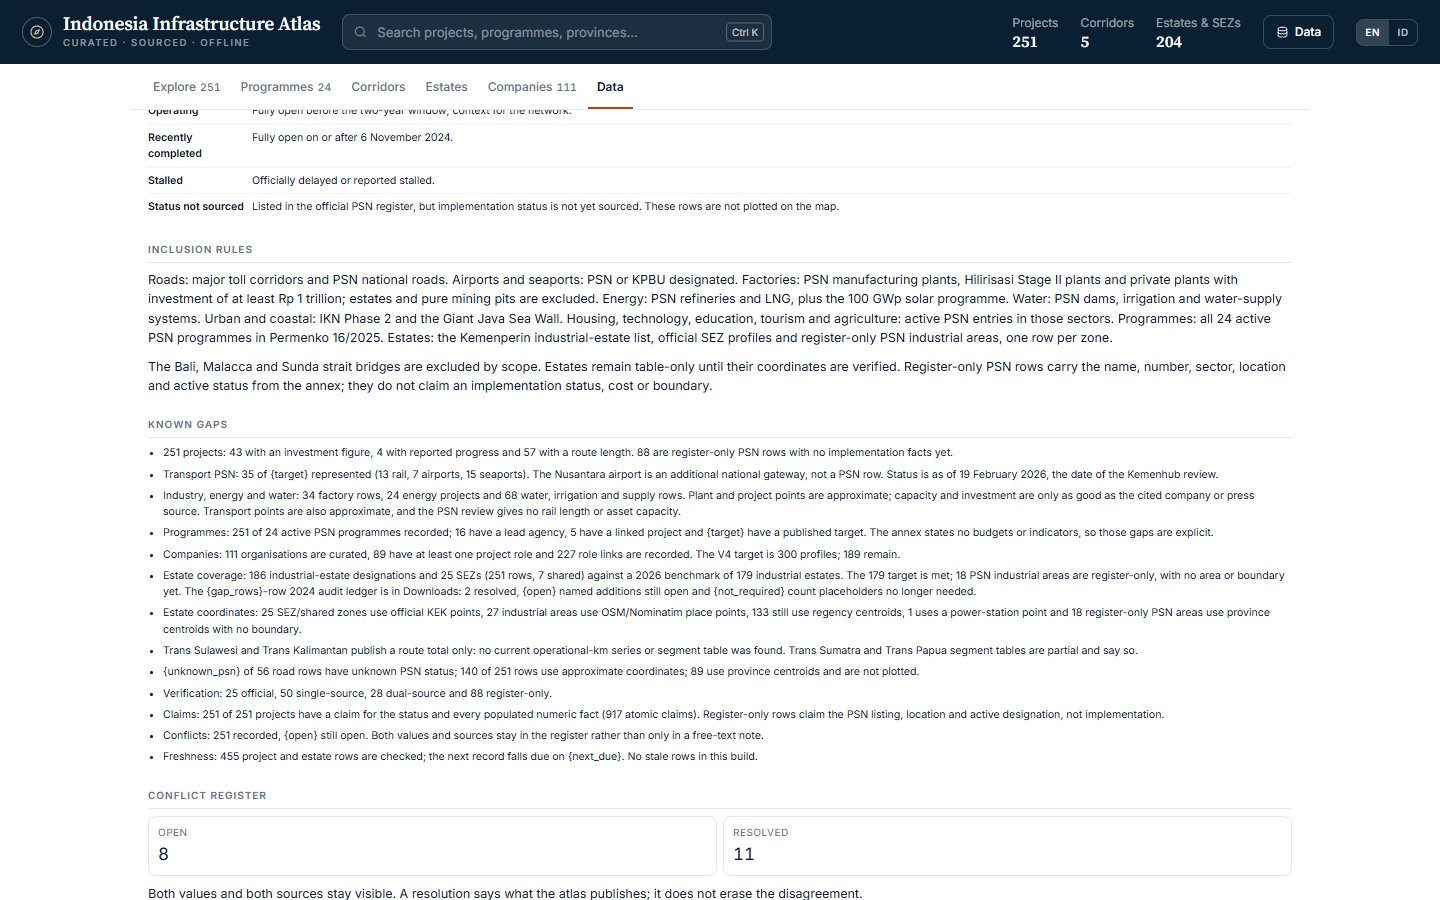 Indonesia Infrastructure Atlas
CURATED · SOURCED · OFFLINE
Search projects, programmes, provinces...
Ctrl K
Projects
251
Corridors
5
Estates & SEZs
204
Data
EN
ID
Explore 251
Programmes 24
Corridors
Estates
Companies 111
Data
Operating Fully open before the two-year window; context for the network.
Recently completed Fully open on or after 6 November 2024.
Stalled Officially delayed or reported stalled.
Status not sourced Listed in the official PSN register, but implementation status is not yet sourced. These rows are not plotted on the map.
INCLUSION RULES
Roads: major toll corridors and PSN national roads. Airports and seaports: PSN or KPBU designated. Factories: PSN manufacturing plants, Hilirisasi Stage II plants and private plants with
investment of at least Rp 1 trillion; estates and pure mining pits are excluded. Energy: PSN refineries and LNG, plus the 100 GWp solar programme. Water: PSN dams, irrigation and water-supply
systems. Urban and coastal: IKN Phase 2 and the Giant Java Sea Wall. Housing, technology, education, tourism and agriculture: active PSN entries in those sectors. Programmes: all 24 active
PSN programmes in Permenko 16/2025. Estates: the Kemenperin industrial-estate list, official SEZ profiles and register-only PSN industrial areas, one row per zone.
The Bali, Malacca and Sunda strait bridges are excluded by scope. Estates remain table-only until their coordinates are verified. Register-only PSN rows carry the name, number, sector, location
and active status from the annex; they do not claim an implementation status, cost or boundary.
KNOWN GAPS
• 251 projects: 43 with an investment figure, 4 with reported progress and 57 with a route length. 88 are register-only PSN rows with no implementation facts yet.
• Transport PSN: 35 of {target} represented (13 rail, 7 airports, 15 seaports). The Nusantara airport is an additional national gateway, not a PSN row. Status is as of 19 February 2026, the date of the Kemenhub review.
• Industry, energy and water: 34 factory rows, 24 energy projects and 68 water, irrigation and supply rows. Plant and project points are approximate; capacity and investment are only as good as the cited company or press
source. Transport points are also approximate, and the PSN review gives no rail length or asset capacity.
• Programmes: 251 of 24 active PSN programmes recorded; 16 have a lead agency, 5 have a linked project and {target} have a published target. The annex states no budgets or indicators, so those gaps are explicit.
• Companies: 111 organisations are curated, 89 have at least one project role and 227 role links are recorded. The V4 target is 300 profiles; 189 remain.
• Estate coverage: 186 industrial-estate designations and 25 SEZs (251 rows, 7 shared) against a 2026 benchmark of 179 industrial estates. The 179 target is met; 18 PSN industrial areas are register-only, with no area or boundary
yet. The {gap_rows}-row 2024 audit ledger is in Downloads: 2 resolved, {open} named additions still open and {not_required} count placeholders no longer needed.
• Estate coordinates: 25 SEZ/shared zones use official KEK points, 27 industrial areas use OSM/Nominatim place points, 133 still use regency centroids, 1 uses a power-station point and 18 register-only PSN areas use province
centroids with no boundary.
• Trans Sulawesi and Trans Kalimantan publish a route total only: no current operational-km series or segment table was found. Trans Sumatra and Trans Papua segment tables are partial and say so.
• {unknown_psn} of 56 road rows have unknown PSN status; 140 of 251 rows use approximate coordinates; 89 use province centroids and are not plotted.
• Verification: 25 official, 50 single-source, 28 dual-source and 88 register-only.
• Claims: 251 of 251 projects have a claim for the status and every populated numeric fact (917 atomic claims). Register-only rows claim the PSN listing, location and active designation, not implementation.
• Conflicts: 251 recorded, {open} still open. Both values and sources stay in the register rather than only in a free-text note.
• Freshness: 455 project and estate rows are checked; the next record falls due on {next_due}. No stale rows in this build.
CONFLICT REGISTER
OPEN
8
RESOLVED
11
Both values and both sources stay visible. A resolution says what the atlas publishes; it does not erase the disagreement.